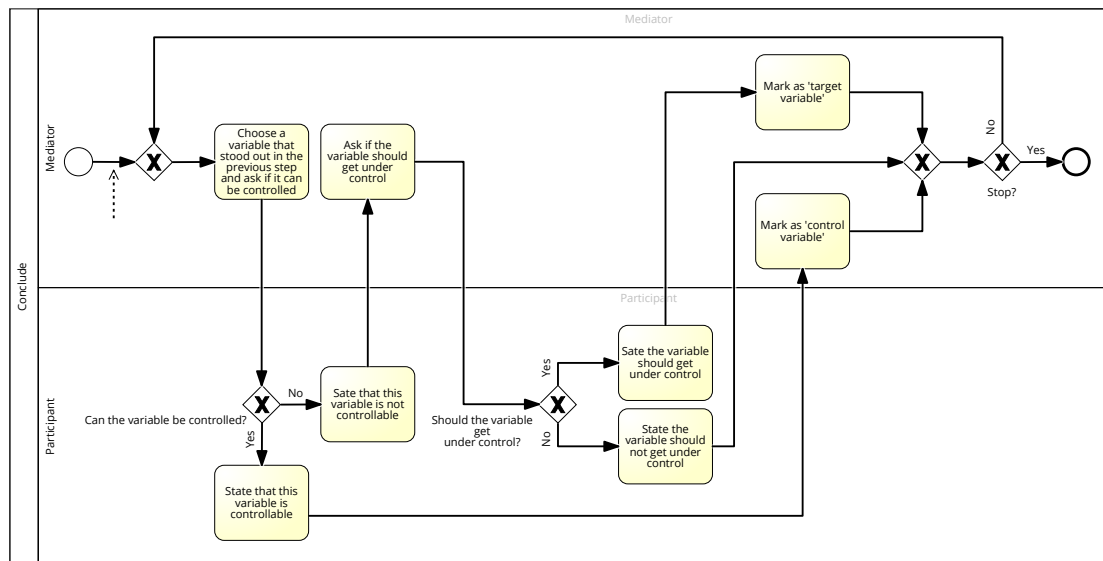 Mediator
Conclude
Mediator
Choose a
variable that
stood out in the
previous step
and ask if it can
be controlled
Ask if the
variable should
get under
control
Mark as 'target
variable'
Mark as 'control
variable'
No
Yes
Stop?
Participant
Participant
Can the variable be controlled?
No
Yes
Sate that this
variable is not
controllable
State that this
variable is
controllable
Should the variable
get
under control?
Yes
No
Sate the variable
should get
under control
State the
variable should
not get under
control